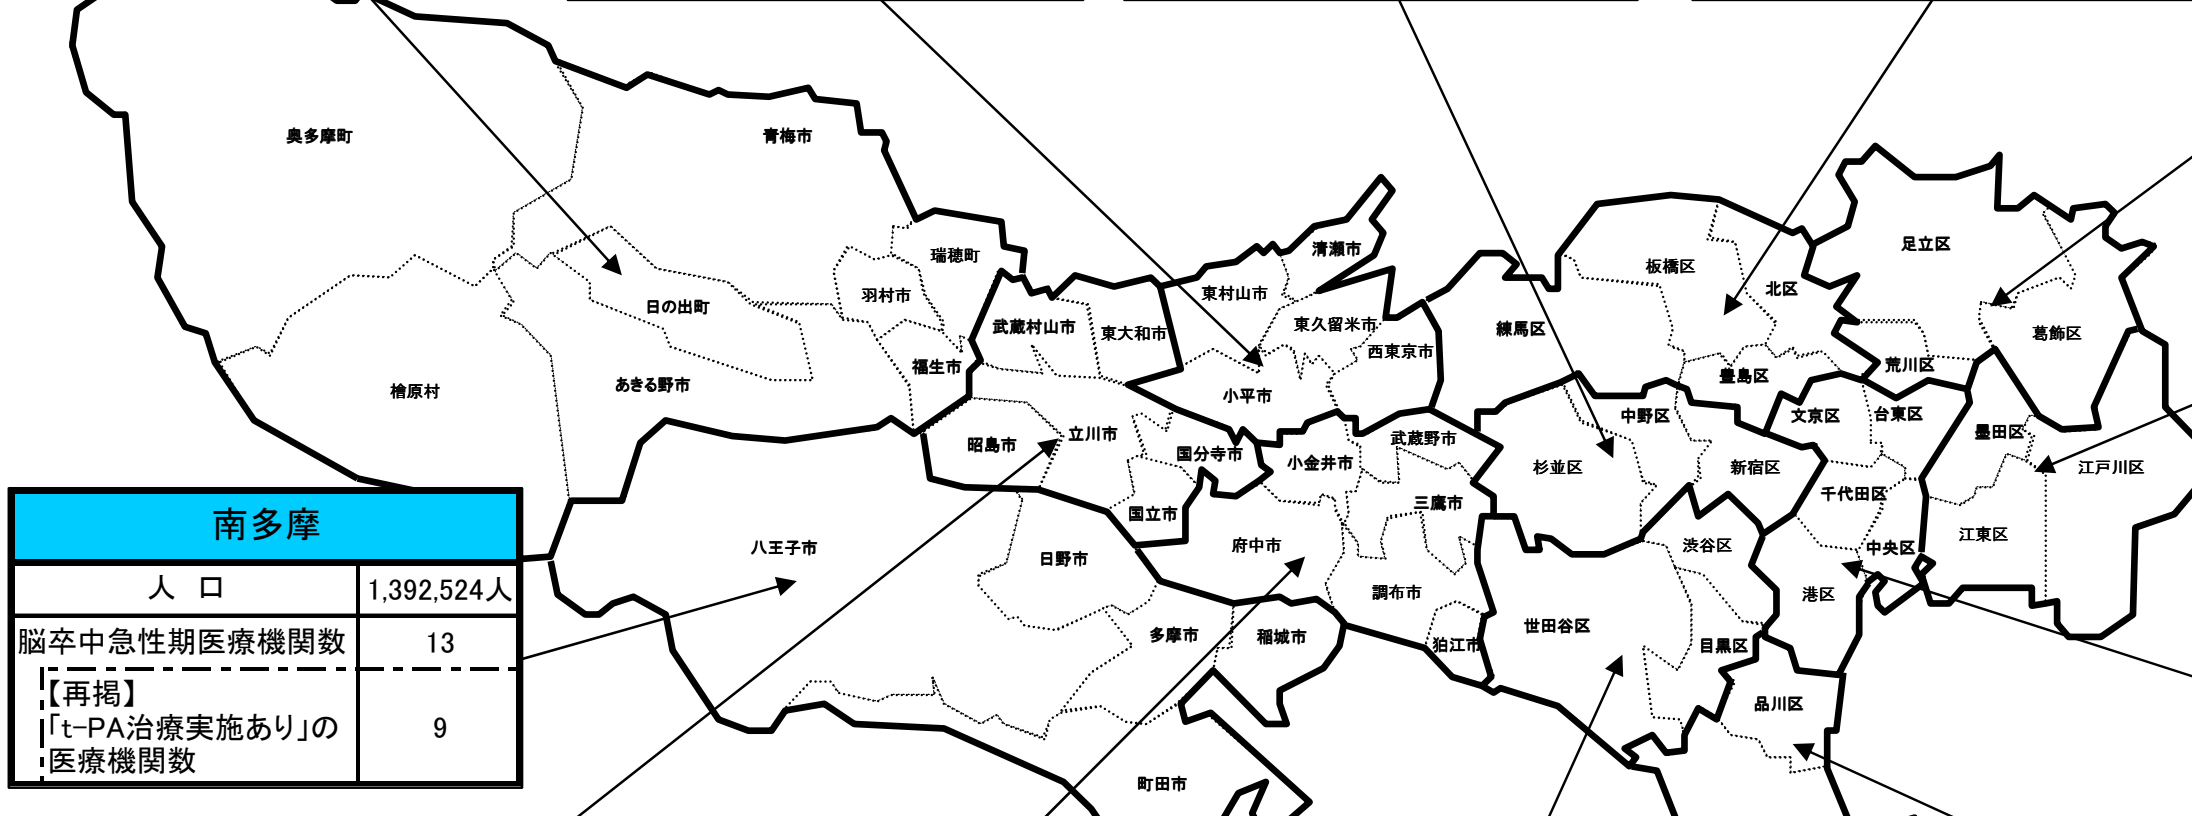 奥多摩町
青梅市
瑞穂町
羽村市
日の出町
福生市
あきる野市
檜原村
武蔵村山市
東大和市
東村山市
清瀬市
東久留米市
西東京市
小平市
昭島市
立川市
国分寺市
国立市
小金井市
武蔵野市
三鷹市
府中市
調布市
狛江市
八王子市
日野市
多摩市
稲城市
町田市
練馬区
板橋区
北区
豊島区
足立区
葛飾区
荒川区
杉並区
中野区
新宿区
文京区
台東区
千代田区
中央区
墨田区
江東区
江戸川区
渋谷区
港区
世田谷区
目黒区
品川区
南多摩
人　口 1,392,524人
脳卒中急性期医療機関数 13
【再掲】
「t-PA治療実施あり」の
医療機関数 9